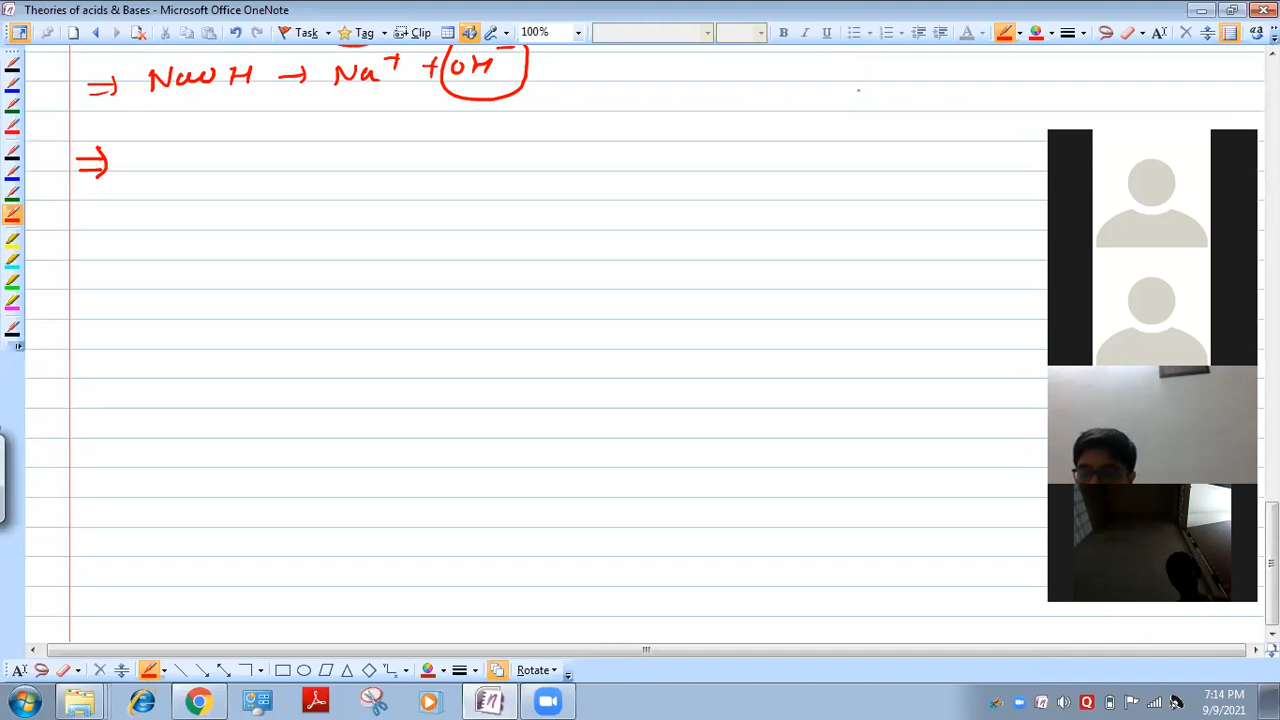 Theories of acids & Bases - Microsoft Office OneNote
Task Tag Clip 100% B I U A A
⇒ NaOH → Na⁺ + OH⁻
⇒
A Rotate
7:14 PM
9/9/2021